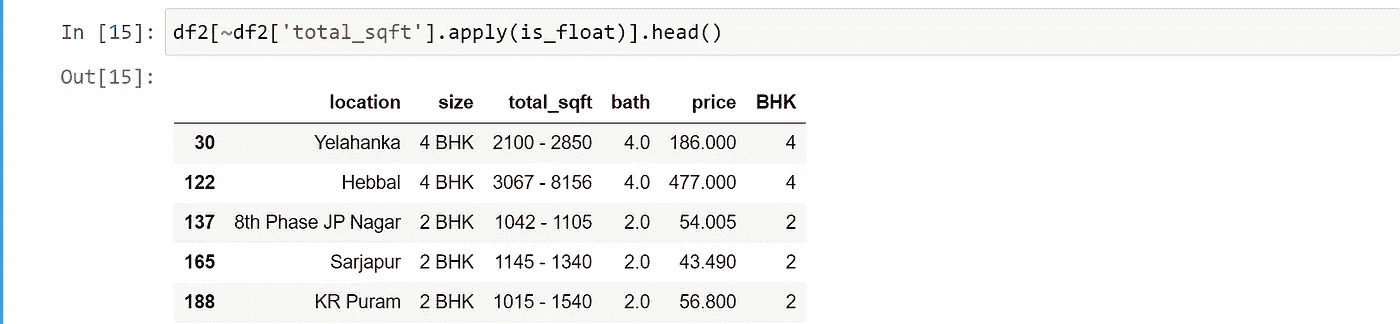 In [15]: df2[~df2['total_sqft'].apply(is_float)].head()
Out[15]:
location size total_sqft bath price BHK
30 Yelahanka 4 BHK 2100 - 2850 4.0 186.000 4
122 Hebbal 4 BHK 3067 - 8156 4.0 477.000 4
137 8th Phase JP Nagar 2 BHK 1042 - 1105 2.0 54.005 2
165 Sarjapur 2 BHK 1145 - 1340 2.0 43.490 2
188 KR Puram 2 BHK 1015 - 1540 2.0 56.800 2